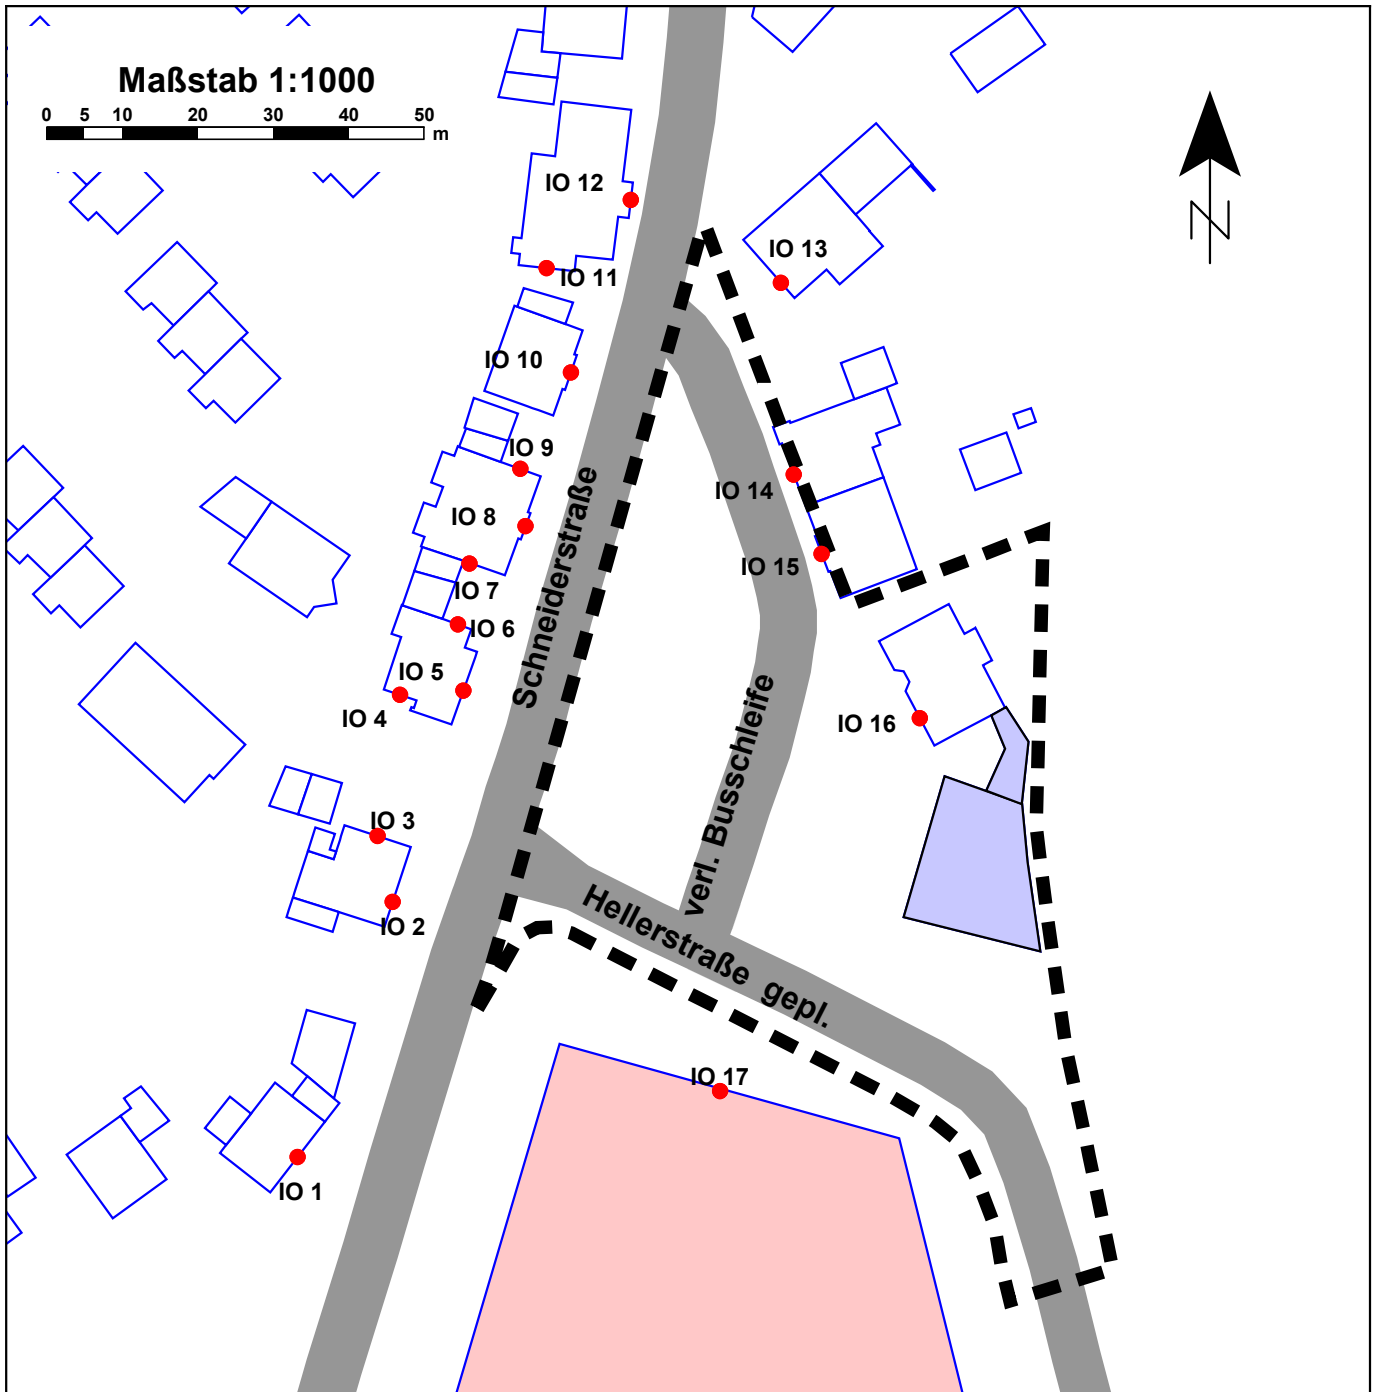 Maßstab 1:1000
0 5 10 20 30 40 50
m
IO 12
N
IO 13
IO 11
IO 10
IO 9
IO 14
IO 8
IO 15
IO 7
IO 6
Schneiderstraße
IO 5
IO 4
IO 16
verl. Busschleife
IO 3
IO 2
Hellerstraße gepl.
IO 17
IO 1